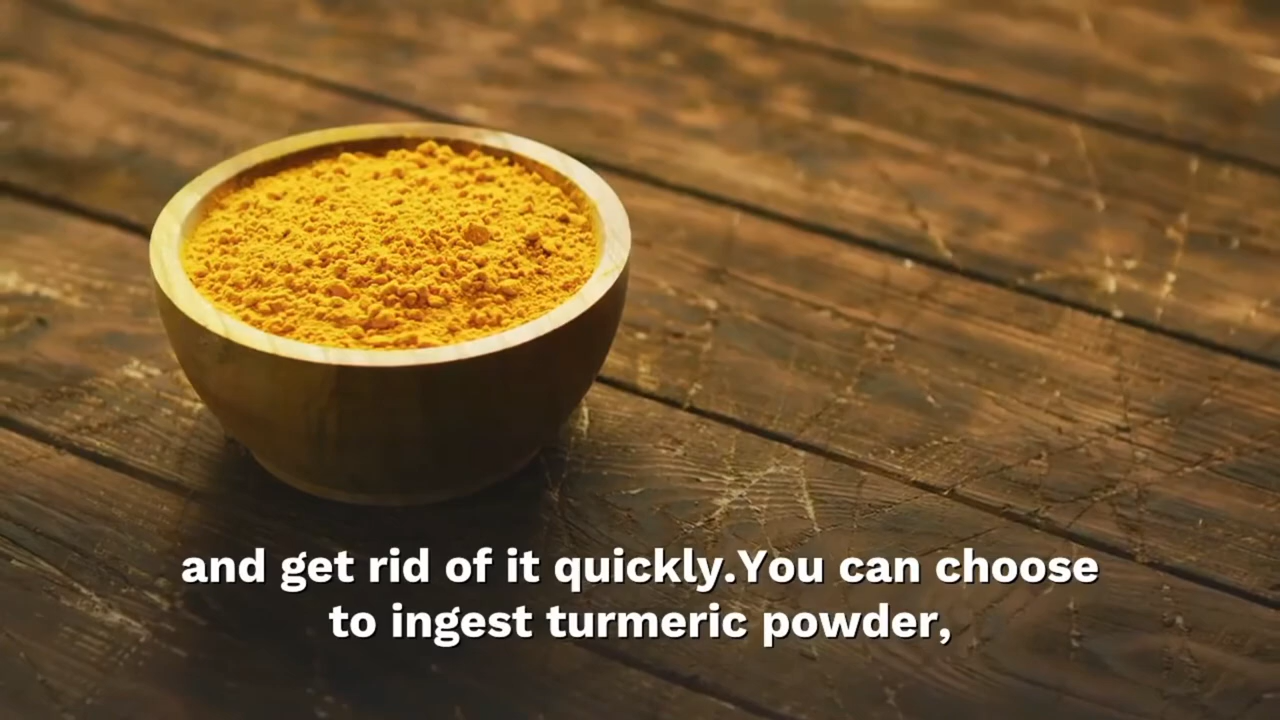 and get rid of it quickly.You can choose
to ingest turmeric powder,